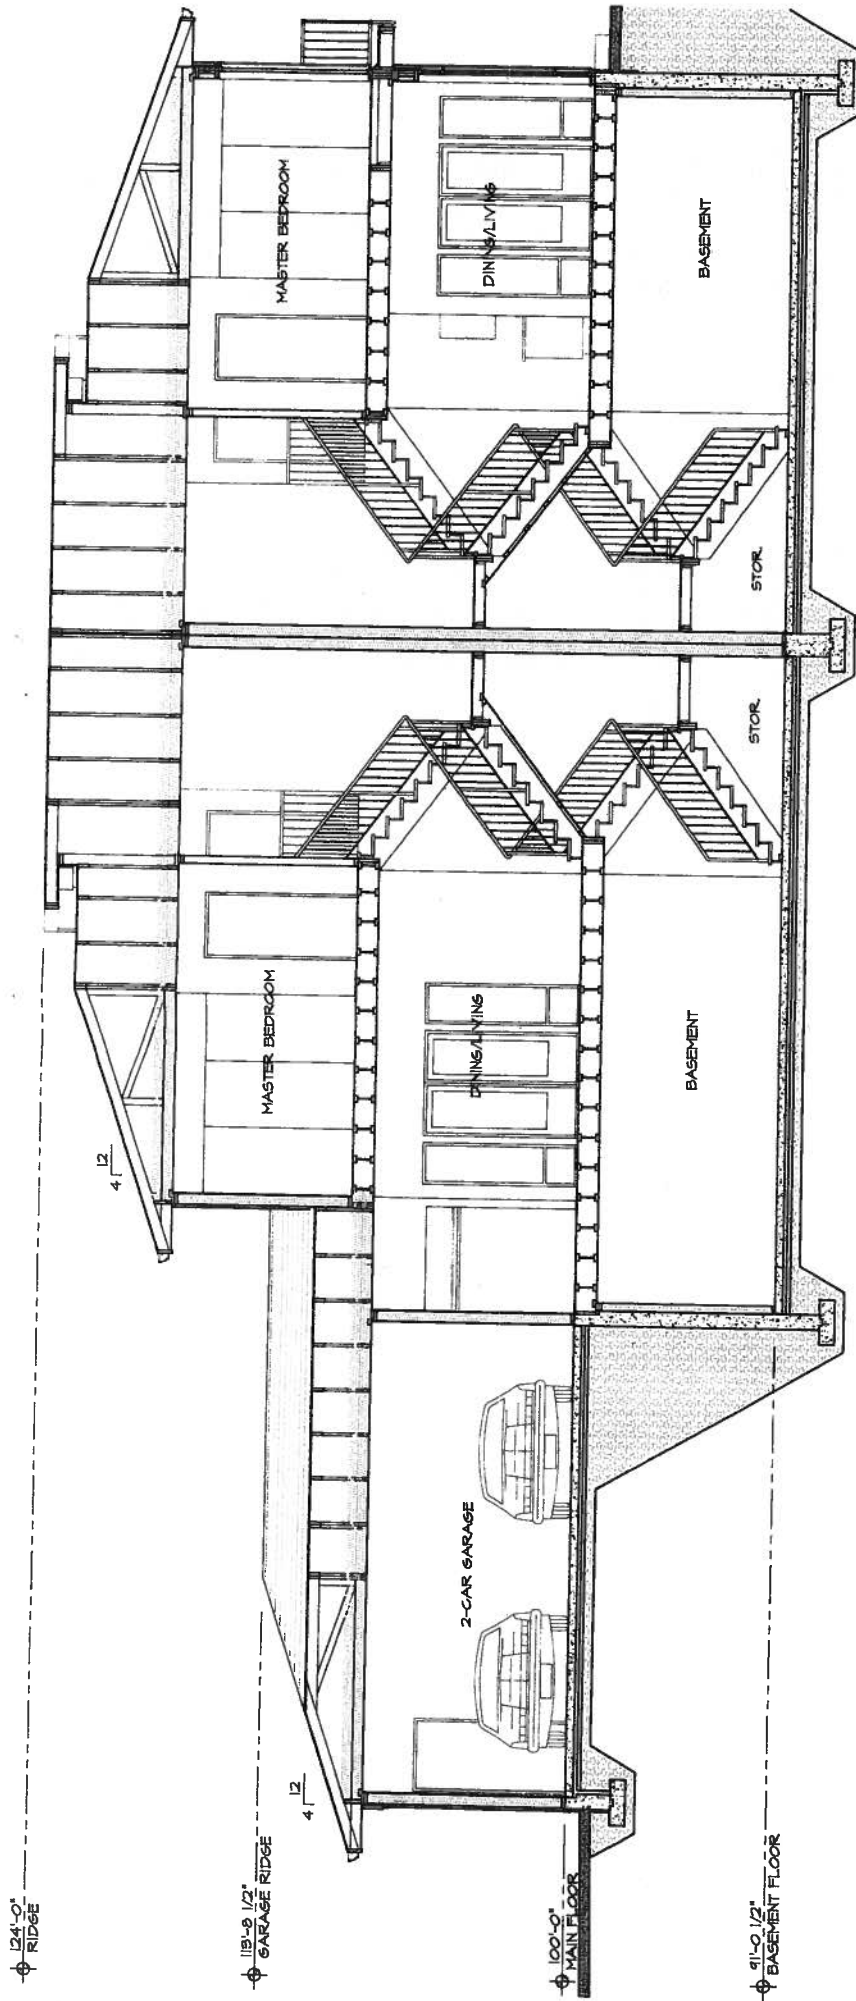 124'-0"
RIDGE
4 12
MASTER BEDROOM
MASTER BEDROOM
113'-8 1/2"
GARAGE RIDGE
4 12
2-CAR GARAGE
DINING/LIVING
DINING/LIVING
100'-0"
MAIN FLOOR
BASEMENT
STOR.
STOR.
BASEMENT
91'-0 1/2"
BASEMENT FLOOR